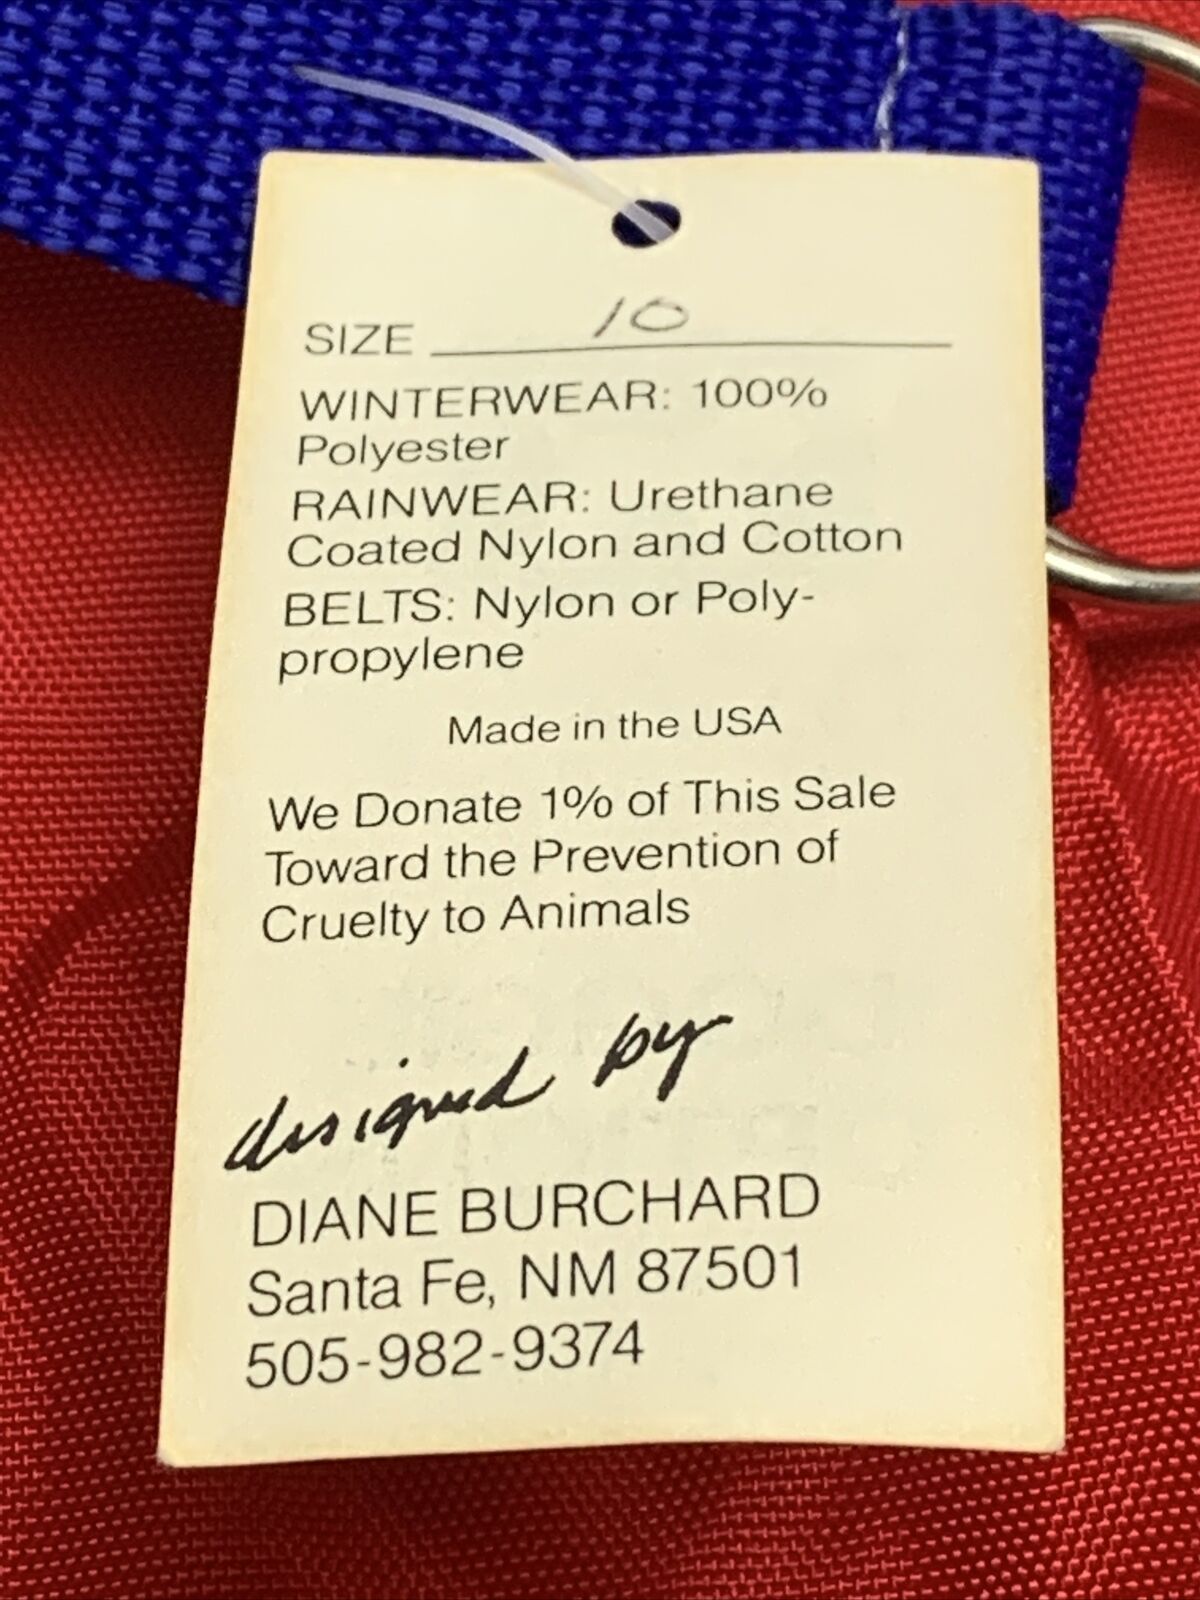 SIZE 10
WINTERWEAR: 100%
Polyester
RAINWEAR: Urethane
Coated Nylon and Cotton
BELTS: Nylon or Poly-
propylene
Made in the USA
We Donate 1% of This Sale
Toward the Prevention of
Cruelty to Animals
designed by
DIANE BURCHARD
Santa Fe, NM 87501
505-982-9374